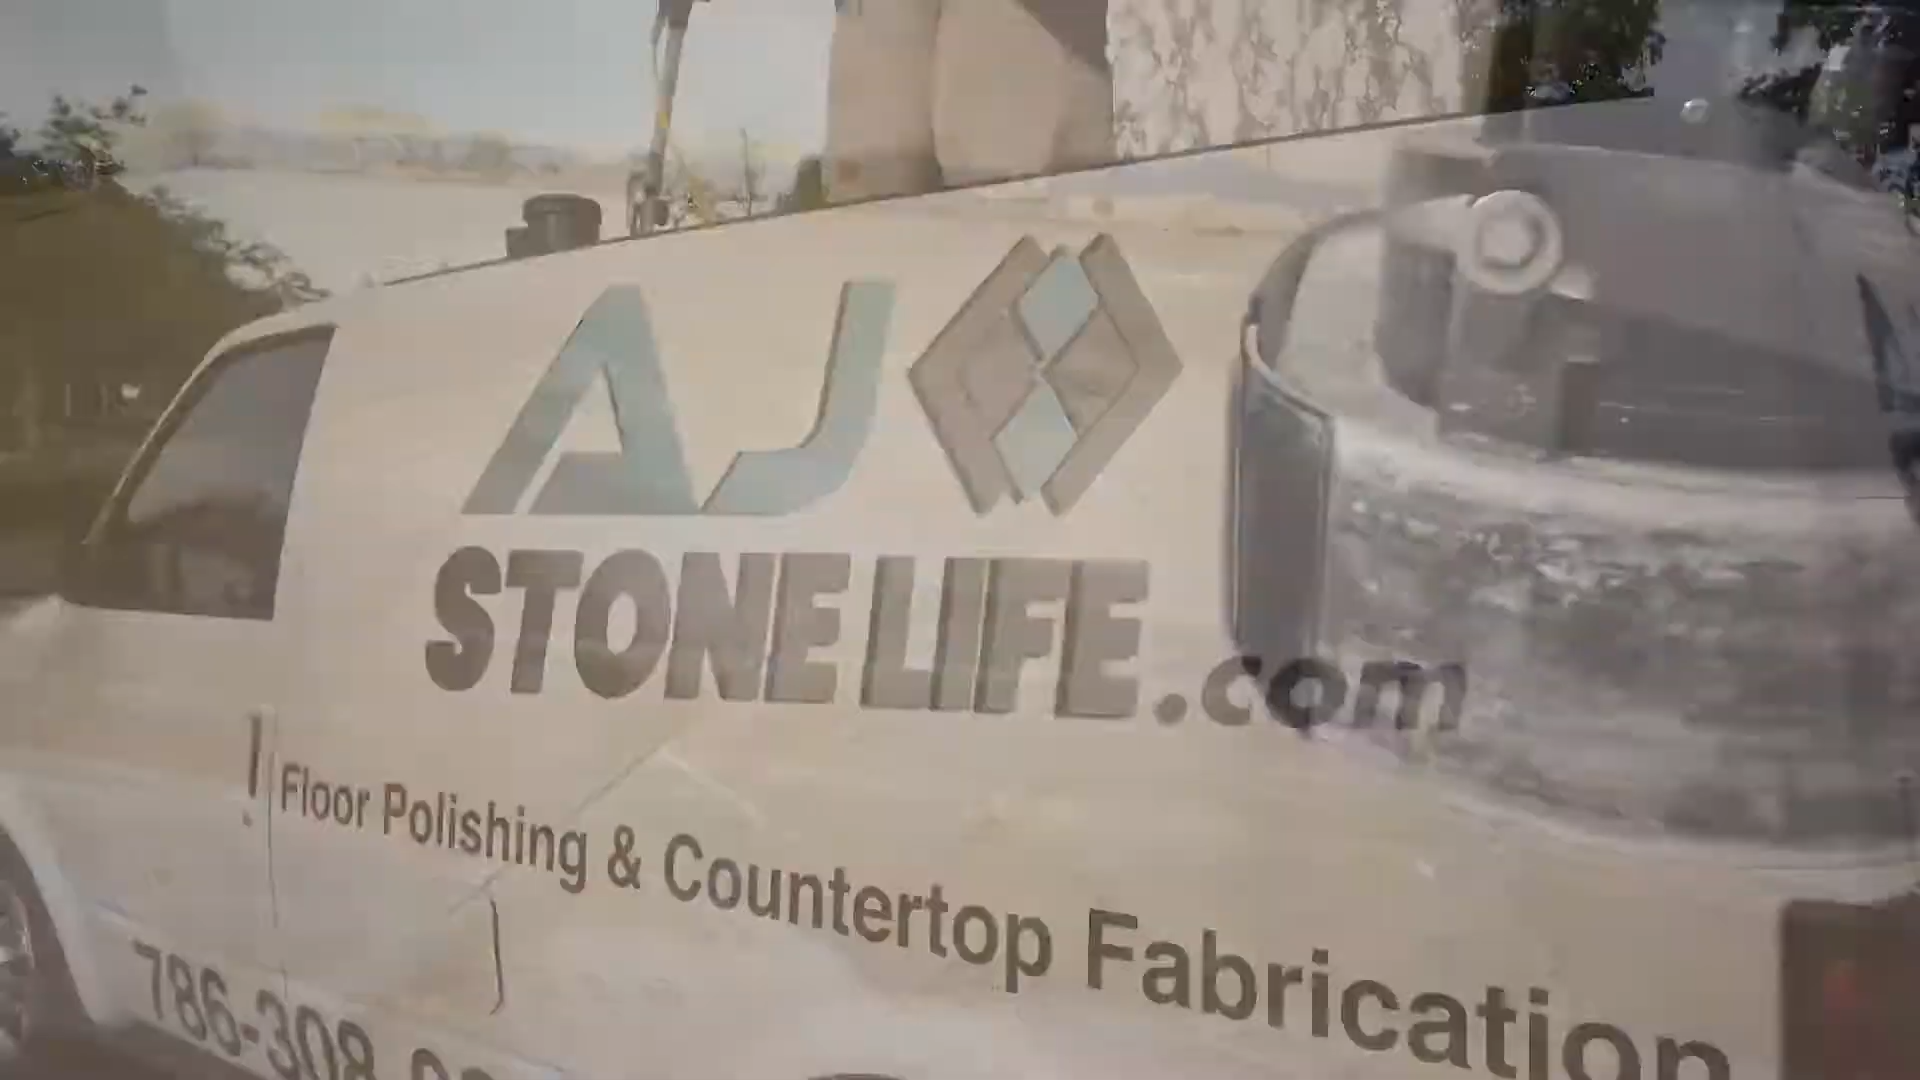 AJ
STONE LIFE.com
Floor Polishing & Countertop Fabrication
786-308